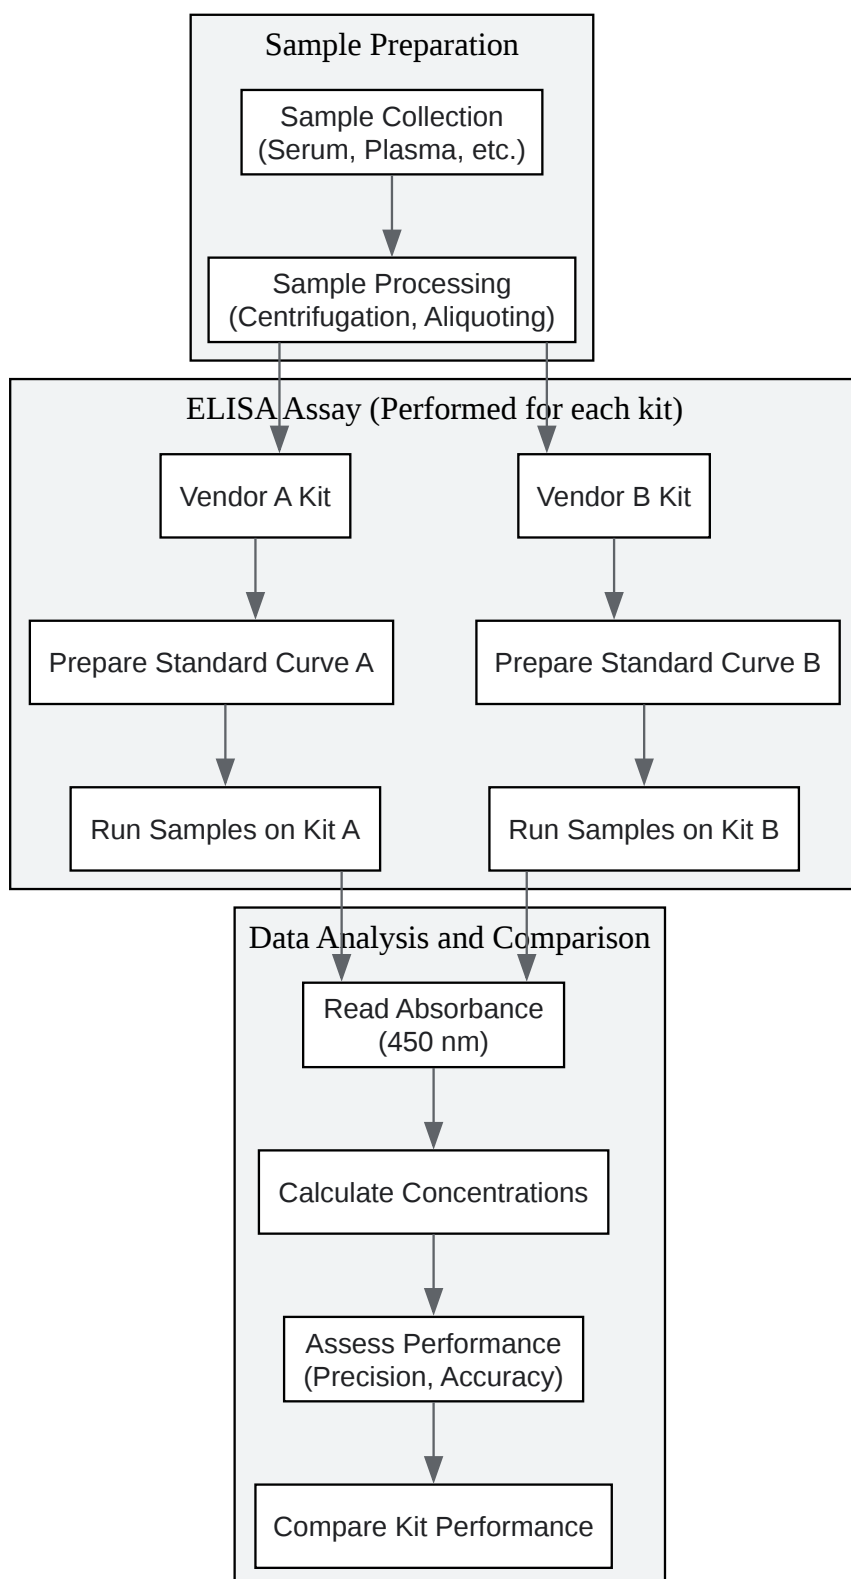 Sample Preparation
Sample Collection
(Serum, Plasma, etc.)
Sample Processing
(Centrifugation, Aliquoting)
ELISA Assay (Performed for each kit)
Vendor A Kit
Vendor B Kit
Prepare Standard Curve A
Prepare Standard Curve B
Run Samples on Kit A
Run Samples on Kit B
Data Analysis and Comparison
Read Absorbance
(450 nm)
Calculate Concentrations
Assess Performance
(Precision, Accuracy)
Compare Kit Performance